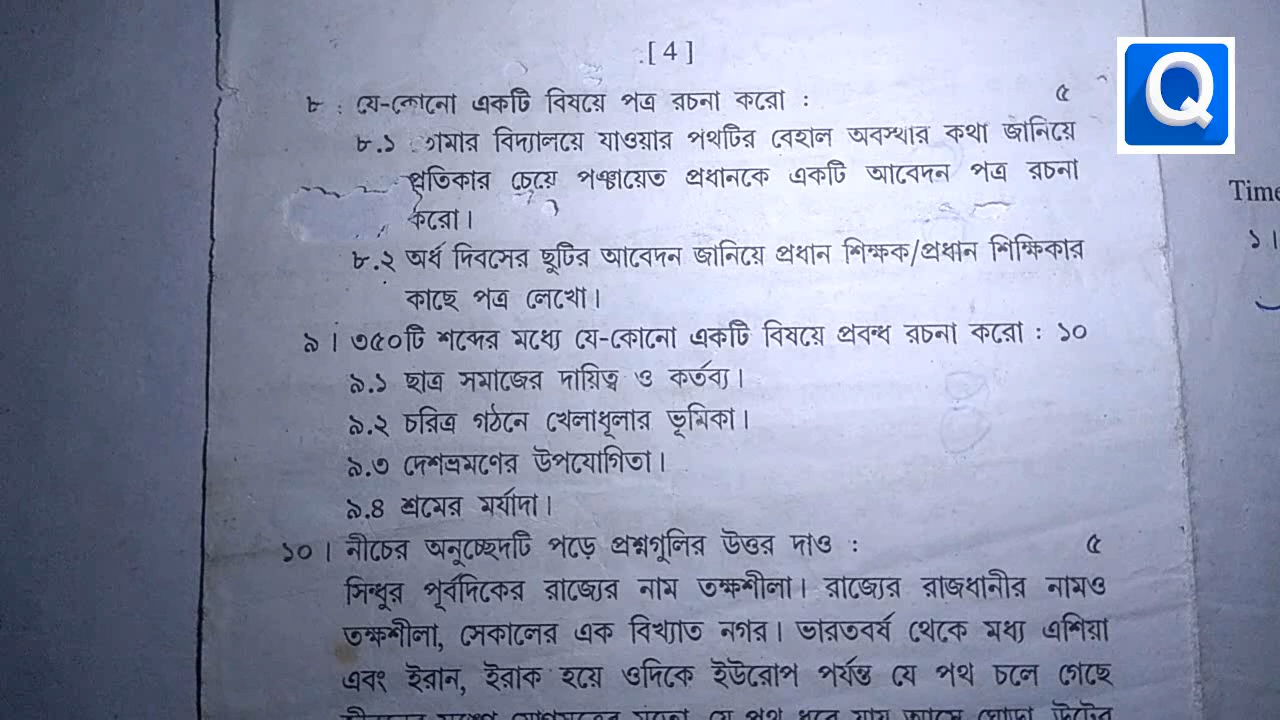 [ 4 ]
Q
৮ : যে-কোনো একটি বিষয়ে পত্র রচনা করো : ৫
৮.১ তামার বিদ্যালয়ে যাওয়ার পথটির বেহাল অবস্থার কথা জানিয়ে
প্রতিকার চেয়ে পঞ্চায়েত প্রধানকে একটি আবেদন পত্র রচনা
করো।
৮.২ অর্ধ দিবসের ছুটির আবেদন জানিয়ে প্রধান শিক্ষক/প্রধান শিক্ষিকার
কাছে পত্র লেখো।
৯। ৩৫০টি শব্দের মধ্যে যে-কোনো একটি বিষয়ে প্রবন্ধ রচনা করো : ১০
৯.১ ছাত্র সমাজের দায়িত্ব ও কর্তব্য।
৯.২ চরিত্র গঠনে খেলাধূলার ভূমিকা।
৯.৩ দেশভ্রমণের উপযোগিতা।
৯.৪ শ্রমের মর্যাদা।
১০। নীচের অনুচ্ছেদটি পড়ে প্রশ্নগুলির উত্তর দাও : ৫
সিন্ধুর পূর্বদিকের রাজ্যের নাম তক্ষশীলা। রাজ্যের রাজধানীর নামও
তক্ষশীলা, সেকালের এক বিখ্যাত নগর। ভারতবর্ষ থেকে মধ্য এশিয়া
এবং ইরান, ইরাক হয়ে ওদিকে ইউরোপ পর্যন্ত যে পথ চলে গেছে
Time
১।